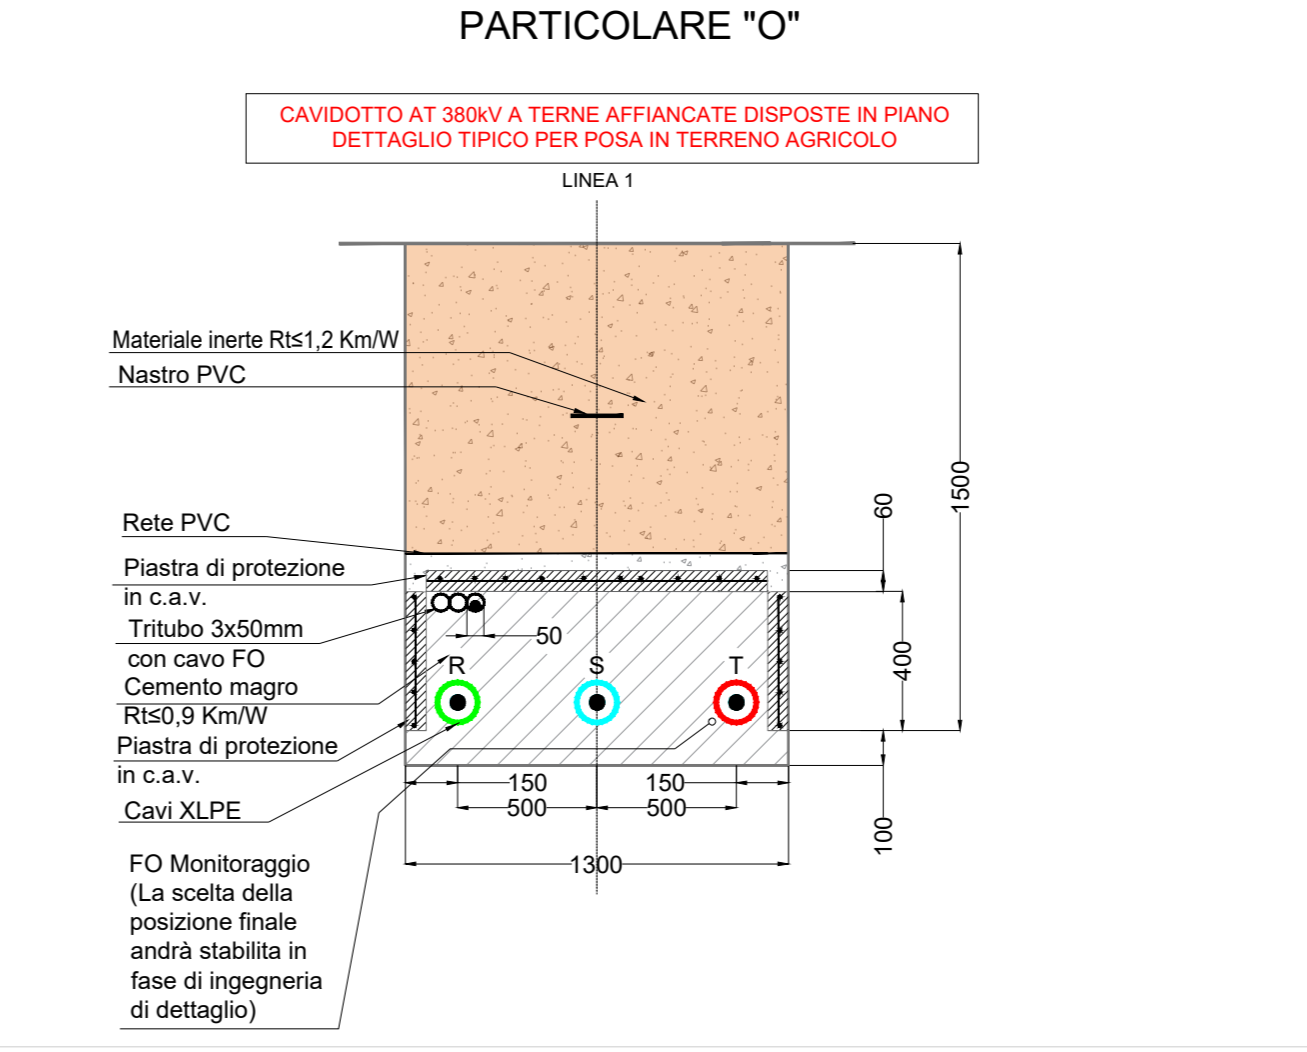 PARTICOLARE "O"
CAVIDOTTO AT 380kV A TERNE AFFIANCATE DISPOSTE IN PIANO
DETTAGLIO TIPICO PER POSA IN TERRENO AGRICOLO
LINEA 1
Materiale inerte Rt≤1,2 Km/W
Nastro PVC
Rete PVC
Piastra di protezione
in c.a.v.
Tritubo 3x50mm
con cavo FO
Cemento magro
Rt≤0,9 Km/W
Piastra di protezione
in c.a.v.
Cavi XLPE
FO Monitoraggio
(La scelta della
posizione finale
andrà stabilita in
fase di ingegneria
di dettaglio)
50
R S T
150 150
500 500
1300
60
400
100
1500